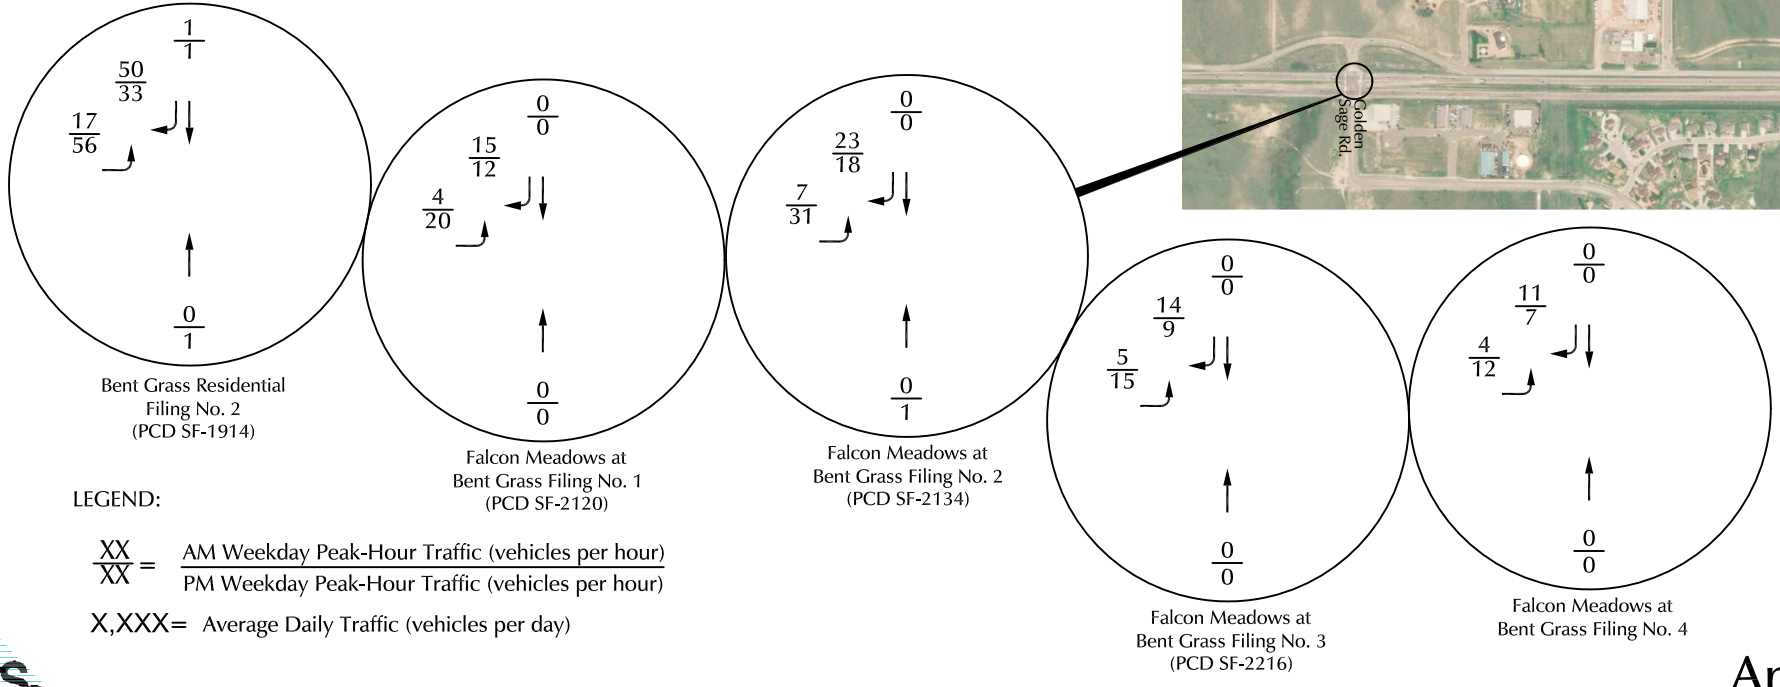 1
1
50
33
17
56
0
1
Bent Grass Residential
Filing No. 2
(PCD SF-1914)
0
0
15
12
4
20
0
0
Falcon Meadows at
Bent Grass Filing No. 1
(PCD SF-2120)
0
0
23
18
7
31
0
1
Falcon Meadows at
Bent Grass Filing No. 2
(PCD SF-2134)
Golden
Sage Rd.
0
0
14
9
5
15
0
0
Falcon Meadows at
Bent Grass Filing No. 3
(PCD SF-2216)
0
0
11
7
4
12
0
0
Falcon Meadows at
Bent Grass Filing No. 4
LEGEND:
XX
XX
= AM Weekday Peak-Hour Traffic (vehicles per hour)
PM Weekday Peak-Hour Traffic (vehicles per hour)
X,XXX= Average Daily Traffic (vehicles per day)